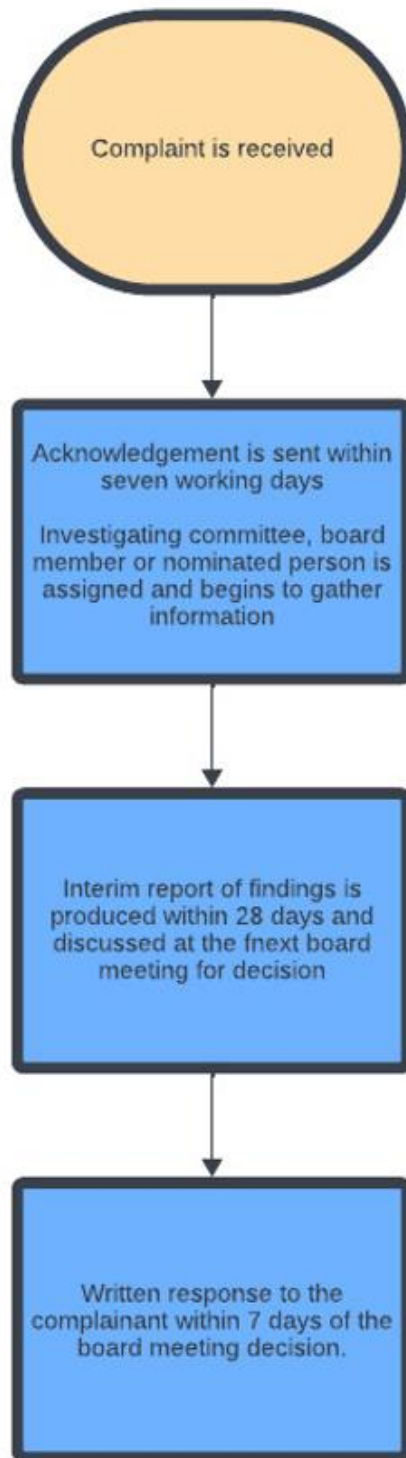 Complaint is received
Acknowledgement is sent within
seven working days
Investigating committee, board
member or nominated person is
assigned and begins to gather
information
Interim report of findings is
produced within 28 days and
discussed at the fnext board
meeting for decision
Written response to the
complainant within 7 days of the
board meeting decision.